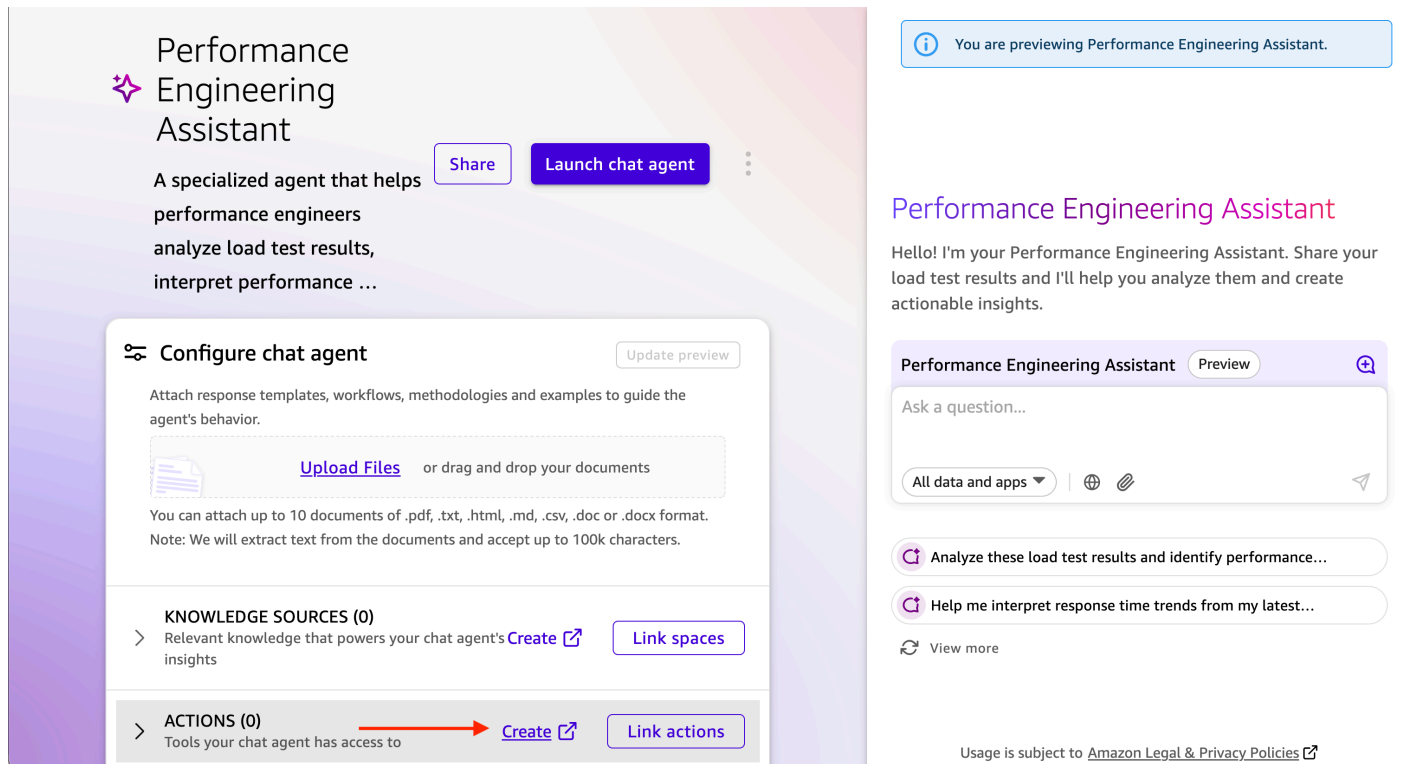 Performance
Engineering
Assistant
A specialized agent that helps
performance engineers
analyze load test results,
interpret performance ...
Share
Launch chat agent
Configure chat agent
Update preview
Attach response templates, workflows, methodologies and examples to guide the
agent's behavior.
Upload Files or drag and drop your documents
You can attach up to 10 documents of .pdf, .txt, .html, .md, .csv, .doc or .docx format.
Note: We will extract text from the documents and accept up to 100k characters.
KNOWLEDGE SOURCES (0)
Relevant knowledge that powers your chat agent's
insights
Create
Link spaces
ACTIONS (0)
Tools your chat agent has access to
Create
Link actions
You are previewing Performance Engineering Assistant.
Performance Engineering Assistant
Hello! I'm your Performance Engineering Assistant. Share your
load test results and I'll help you analyze them and create
actionable insights.
Performance Engineering Assistant Preview
Ask a question...
All data and apps
Analyze these load test results and identify performance...
Help me interpret response time trends from my latest...
View more
Usage is subject to Amazon Legal & Privacy Policies